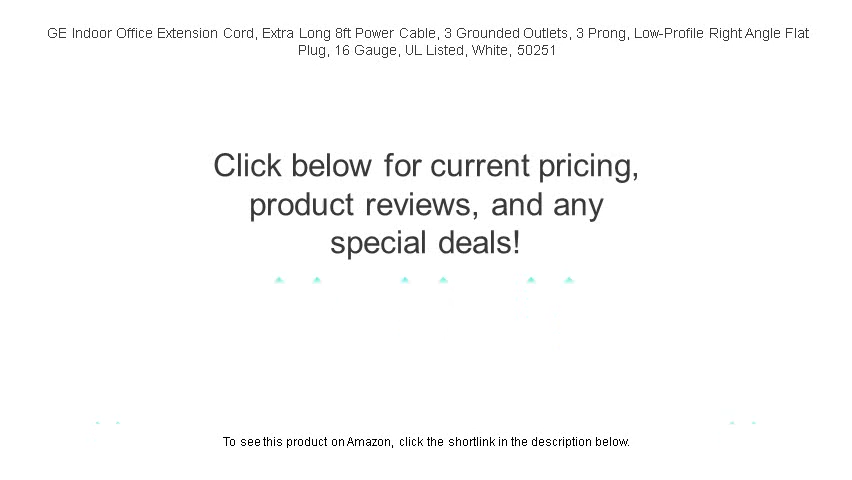 GE Indoor Office Extension Cord, Extra Long 8ft Power Cable, 3 Grounded Outlets, 3 Prong, Low-Profile Right Angle Flat
Plug, 16 Gauge, UL Listed, White, 50251
Click below for current pricing,
product reviews, and any
special deals!
To see this product on Amazon, click the shortlink in the description below.